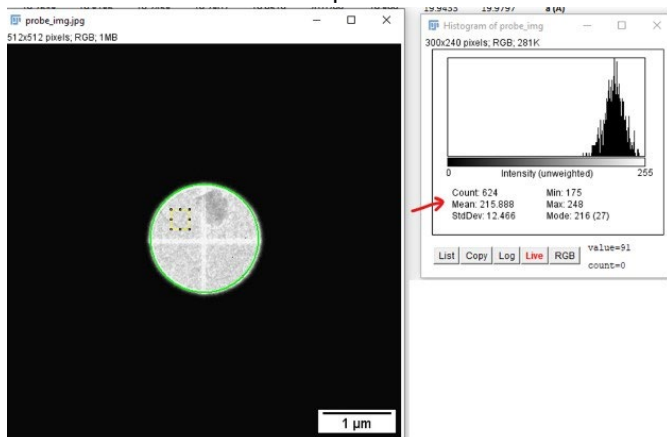 19.9433 19.9797 a (A)
probe_img.jpg
512x512 pixels; RGB; 1MB
1 µm
Histogram of probe_img
300x240 pixels; RGB; 281K
0 Intensity (unweighted) 255
Count: 624 Min: 175
Mean: 215.888 Max: 248
StdDev: 12.466 Mode: 216 (27)
List Copy Log Live RGB value=91
count=0